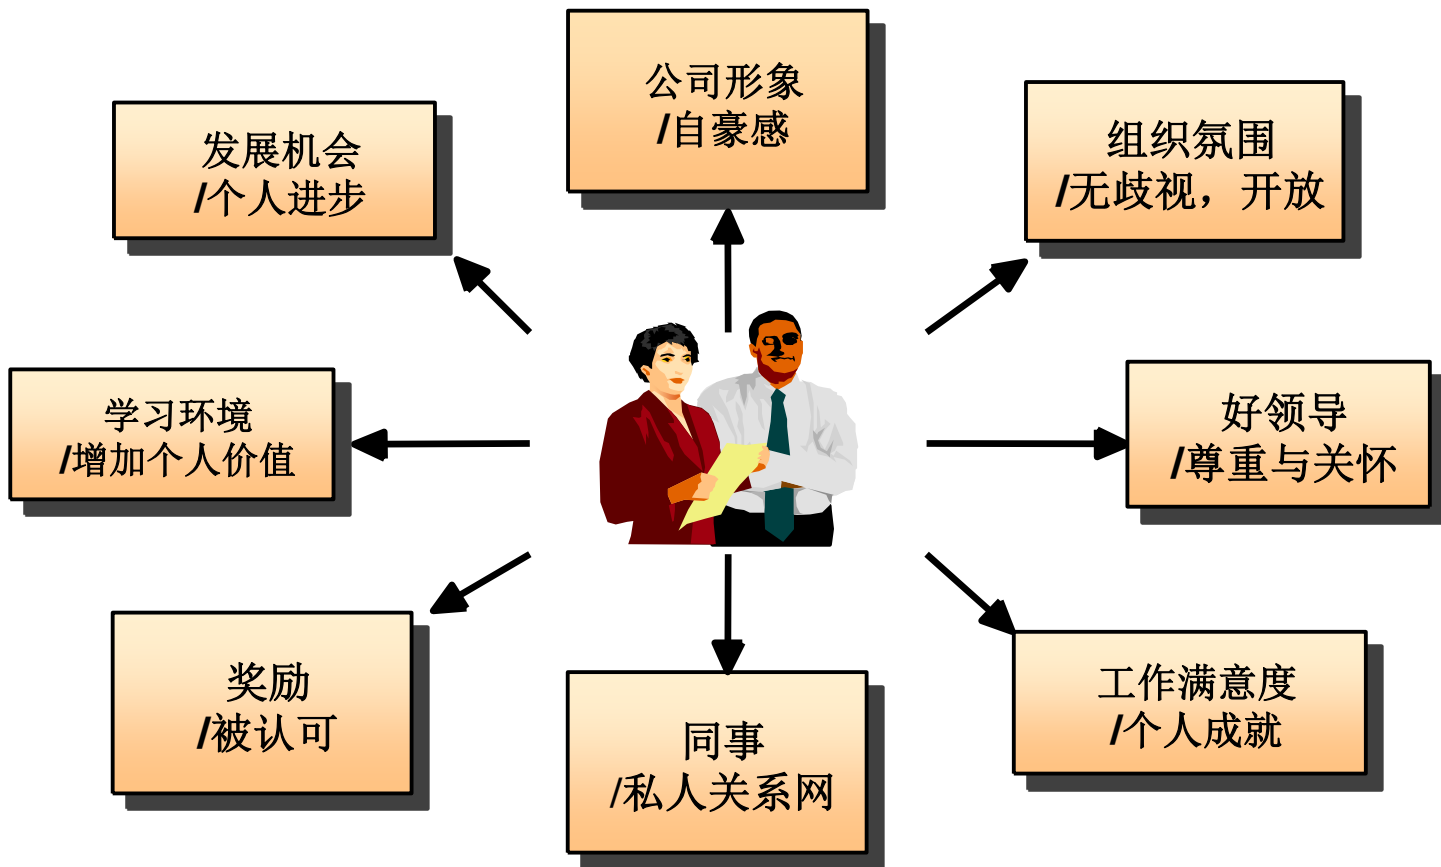 公司形象
/自豪感
发展机会
/个人进步
组织氛围
/无歧视，开放
学习环境
/增加个人价值
好领导
/尊重与关怀
奖励
/被认可
同事
/私人关系网
工作满意度
/个人成就